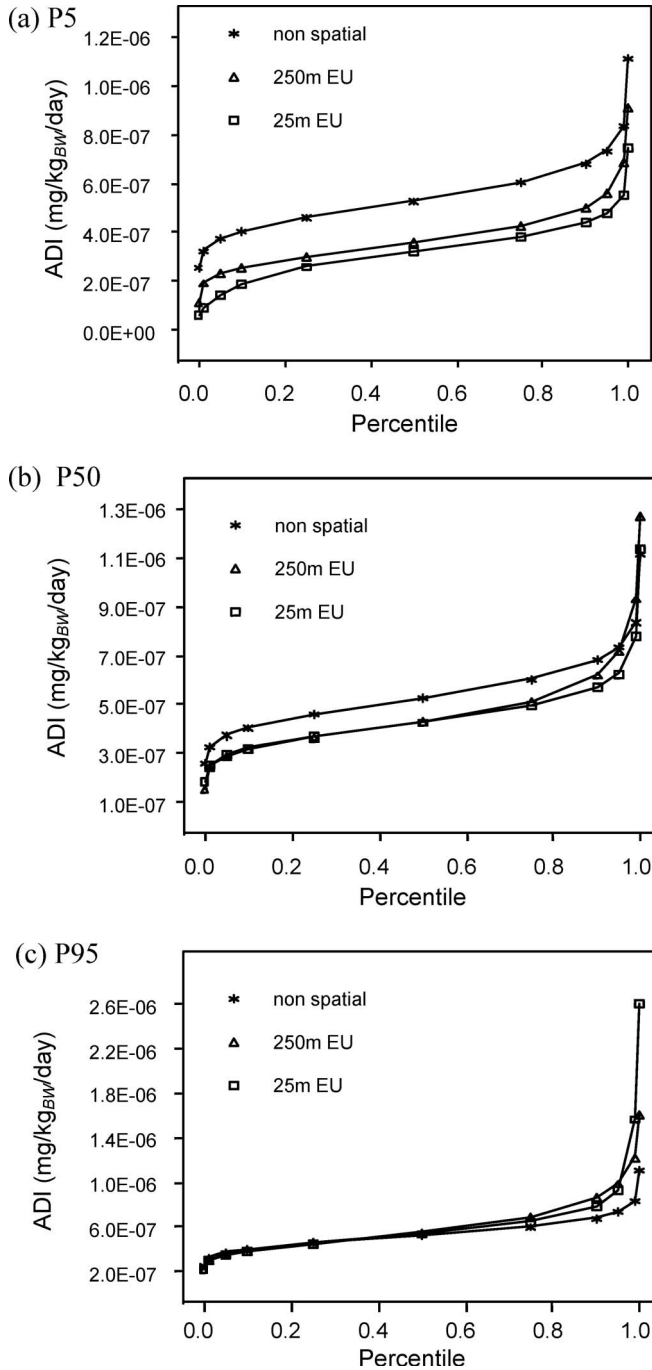 (a) P5
ADI (mg/kgBW/day)
1.2E-06
1.0E-06
8.0E-07
6.0E-07
4.0E-07
2.0E-07
0.0E+00
non spatial
250m EU
25m EU
0.0 0.2 0.4 0.6 0.8 1.0
Percentile
(b) P50
ADI (mg/kgBW/day)
1.3E-06
1.1E-06
9.0E-07
7.0E-07
5.0E-07
3.0E-07
1.0E-07
non spatial
250m EU
25m EU
0.0 0.2 0.4 0.6 0.8 1.0
Percentile
(c) P95
ADI (mg/kgBW/day)
2.6E-06
2.2E-06
1.8E-06
1.4E-06
1.0E-06
6.0E-07
2.0E-07
non spatial
250m EU
25m EU
0.0 0.2 0.4 0.6 0.8 1.0
Percentile